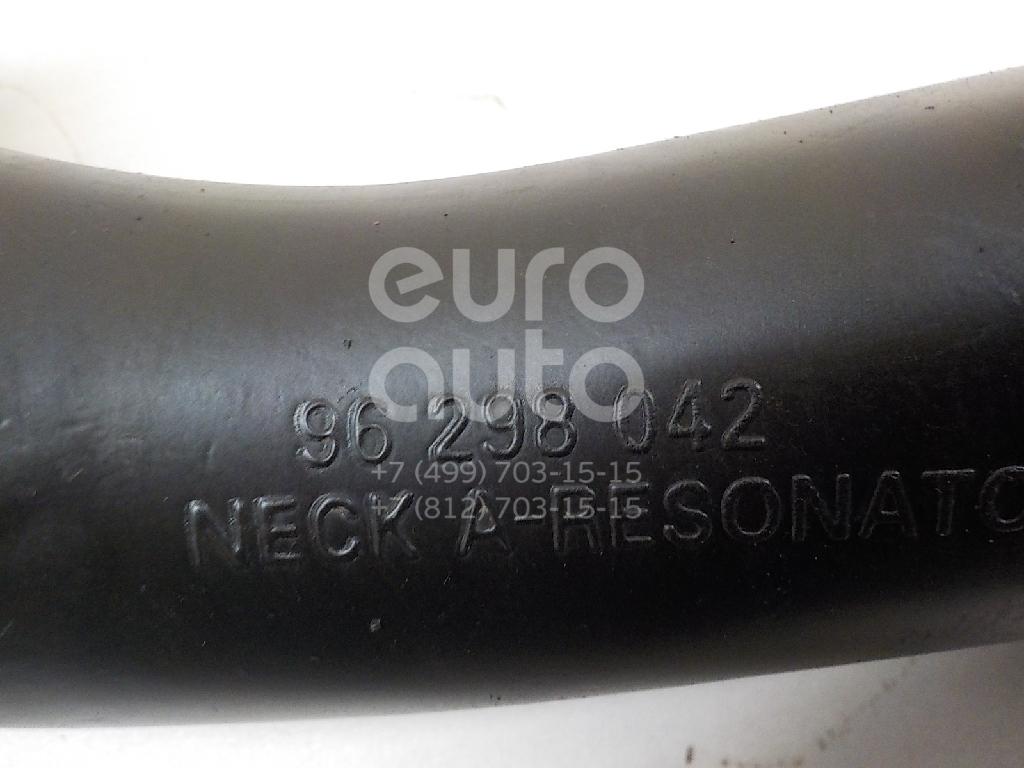 euro
auto
96 298 042
+7 (499) 703-15-15
+7 (812) 703-15-15
NECK A-RESONATO